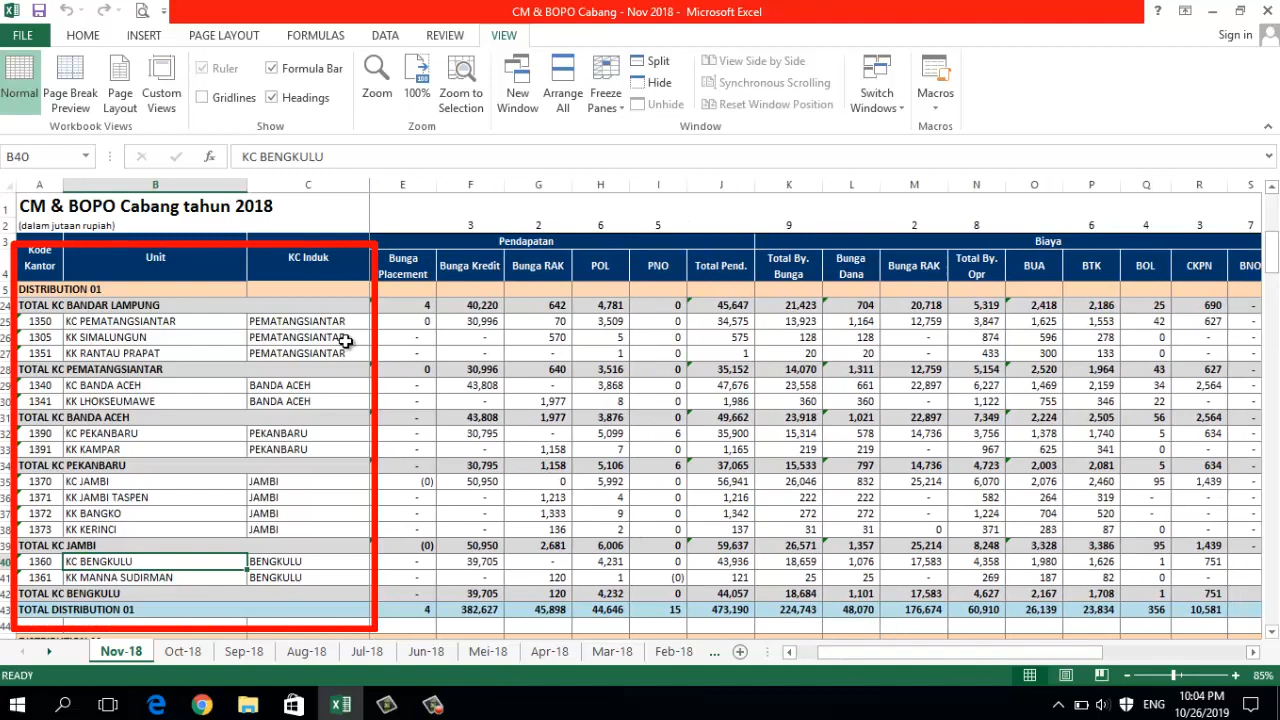 CM & BOPO Cabang - Nov 2018 - Microsoft Excel
FILE HOME INSERT PAGE LAYOUT FORMULAS DATA REVIEW VIEW Sign in
Normal Page Break Preview Page Layout Custom Views
Ruler Formula Bar
Gridlines Headings
Zoom 100% Zoom to Selection
New Window Arrange All Freeze Panes
Split
Hide
Unhide
View Side by Side
Synchronous Scrolling
Reset Window Position
Switch Windows Macros
Workbook Views Show Zoom Window Macros
B40 fx KC BENGKULU
A B C E F G H I J K L M N O P Q R S
1 CM & BOPO Cabang tahun 2018
2 (dalam jutaan rupiah) 3 2 6 5 9 2 8 6 4 3 7
3 Pendapatan Biaya
4 Kode Kantor Unit KC Induk Bunga Placement Bunga Kredit Bunga RAK POL PNO Total Pend. Total By. Bunga Bunga Dana Bunga RAK Total By. Opr BUA BTK BOL CKPN BNO
5 DISTRIBUTION 01
24 TOTAL KC BANDAR LAMPUNG 4 40,220 642 4,781 0 45,647 21,423 704 20,718 5,319 2,418 2,186 25 690 -
25 1350 KC PEMATANGSIANTAR PEMATANGSIANTAR 0 30,996 70 3,509 0 34,575 13,923 1,164 12,759 3,847 1,625 1,553 42 627 -
26 1305 KK SIMALUNGUN PEMATANGSIANTAR - - 570 5 - 575 128 128 - 874 596 278 0 - -
27 1351 KK RANTAU PRAPAT PEMATANGSIANTAR - - - 1 0 1 20 20 - 433 300 133 0 - -
28 TOTAL KC PEMATANGSIANTAR 0 30,996 640 3,516 0 35,152 14,070 1,311 12,759 5,154 2,520 1,964 43 627 -
29 1340 KC BANDA ACEH BANDA ACEH - 43,808 - 3,868 0 47,676 23,558 661 22,897 6,227 1,469 2,159 34 2,564 -
30 1341 KK LHOKSEUMAWE BANDA ACEH - - 1,977 8 - 1,986 360 360 - 1,122 755 346 22 - -
31 TOTAL KC BANDA ACEH - 43,808 1,977 3,876 0 49,662 23,918 1,021 22,897 7,349 2,224 2,505 56 2,564 -
32 1390 KC PEKANBARU PEKANBARU - 30,795 - 5,099 6 35,900 15,314 578 14,736 3,756 1,378 1,740 5 634 -
33 1391 KK KAMPAR PEKANBARU - - 1,158 7 - 1,165 219 219 - 967 625 341 0 - -
34 TOTAL KC PEKANBARU - 30,795 1,158 5,106 6 37,065 15,533 797 14,736 4,723 2,003 2,081 5 634 -
35 1370 KC JAMBI JAMBI (0) 50,950 0 5,992 0 56,941 26,046 832 25,214 6,070 2,076 2,460 95 1,439 -
36 1371 KK JAMBI TASPEN JAMBI - - 1,213 4 - 1,216 222 222 - 582 264 319 - - -
37 1372 KK BANGKO JAMBI - - 1,333 9 - 1,342 272 272 - 1,224 704 520 - - -
38 1373 KK KERINCI JAMBI - - 136 2 0 137 31 31 0 371 283 87 0 - -
39 TOTAL KC JAMBI (0) 50,950 2,681 6,006 0 59,637 26,571 1,357 25,214 8,248 3,328 3,386 95 1,439 -
40 1360 KC BENGKULU BENGKULU - 39,705 - 4,231 0 43,936 18,659 1,076 17,583 4,358 1,980 1,626 1 751
41 1361 KK MANNA SUDIRMAN BENGKULU - - 120 1 (0) 121 25 25 - 269 187 82 0 -
42 TOTAL KC BENGKULU - 39,705 120 4,232 0 44,057 18,684 1,101 17,583 4,627 2,167 1,708 1 751
43 TOTAL DISTRIBUTION 01 4 382,627 45,898 44,646 15 473,190 224,743 48,070 176,674 60,910 26,139 23,834 356 10,581
44
Nov-18 Oct-18 Sep-18 Aug-18 Jul-18 Jun-18 Mei-18 Apr-18 Mar-18 Feb-18 ...
READY 85%
ENG 10:04 PM
10/26/2019